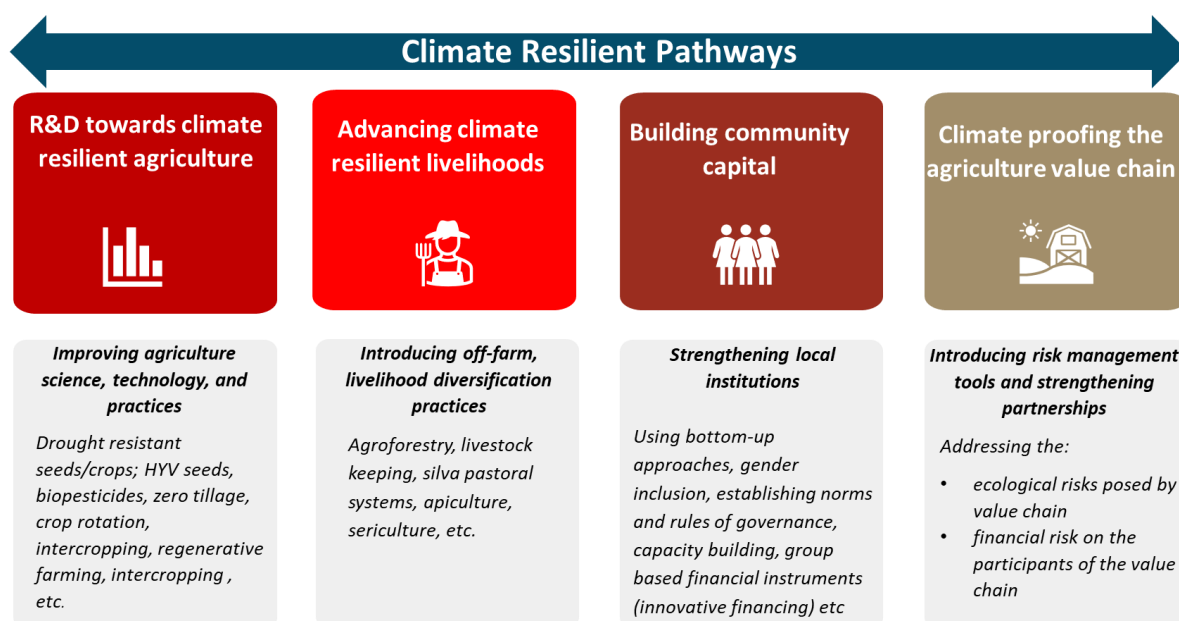 Climate Resilient Pathways
R&D towards climate
resilient agriculture
Advancing climate
resilient livelihoods
Building community
capital
Climate proofing the
agriculture value chain
Improving agriculture
science, technology, and
practices
Drought resistant
seeds/crops; HYV seeds,
biopesticides, zero tillage,
crop rotation,
intercropping, regenerative
farming, intercropping ,
etc.
Introducing off-farm,
livelihood diversification
practices
Agroforestry, livestock
keeping, silva pastoral
systems, apiculture,
sericulture, etc.
Strengthening local
institutions
Using bottom-up
approaches, gender
inclusion, establishing norms
and rules of governance,
capacity building, group
based financial instruments
(innovative financing) etc
Introducing risk management
tools and strengthening
partnerships
Addressing the:
• ecological risks posed by
value chain
• financial risk on the
participants of the value
chain